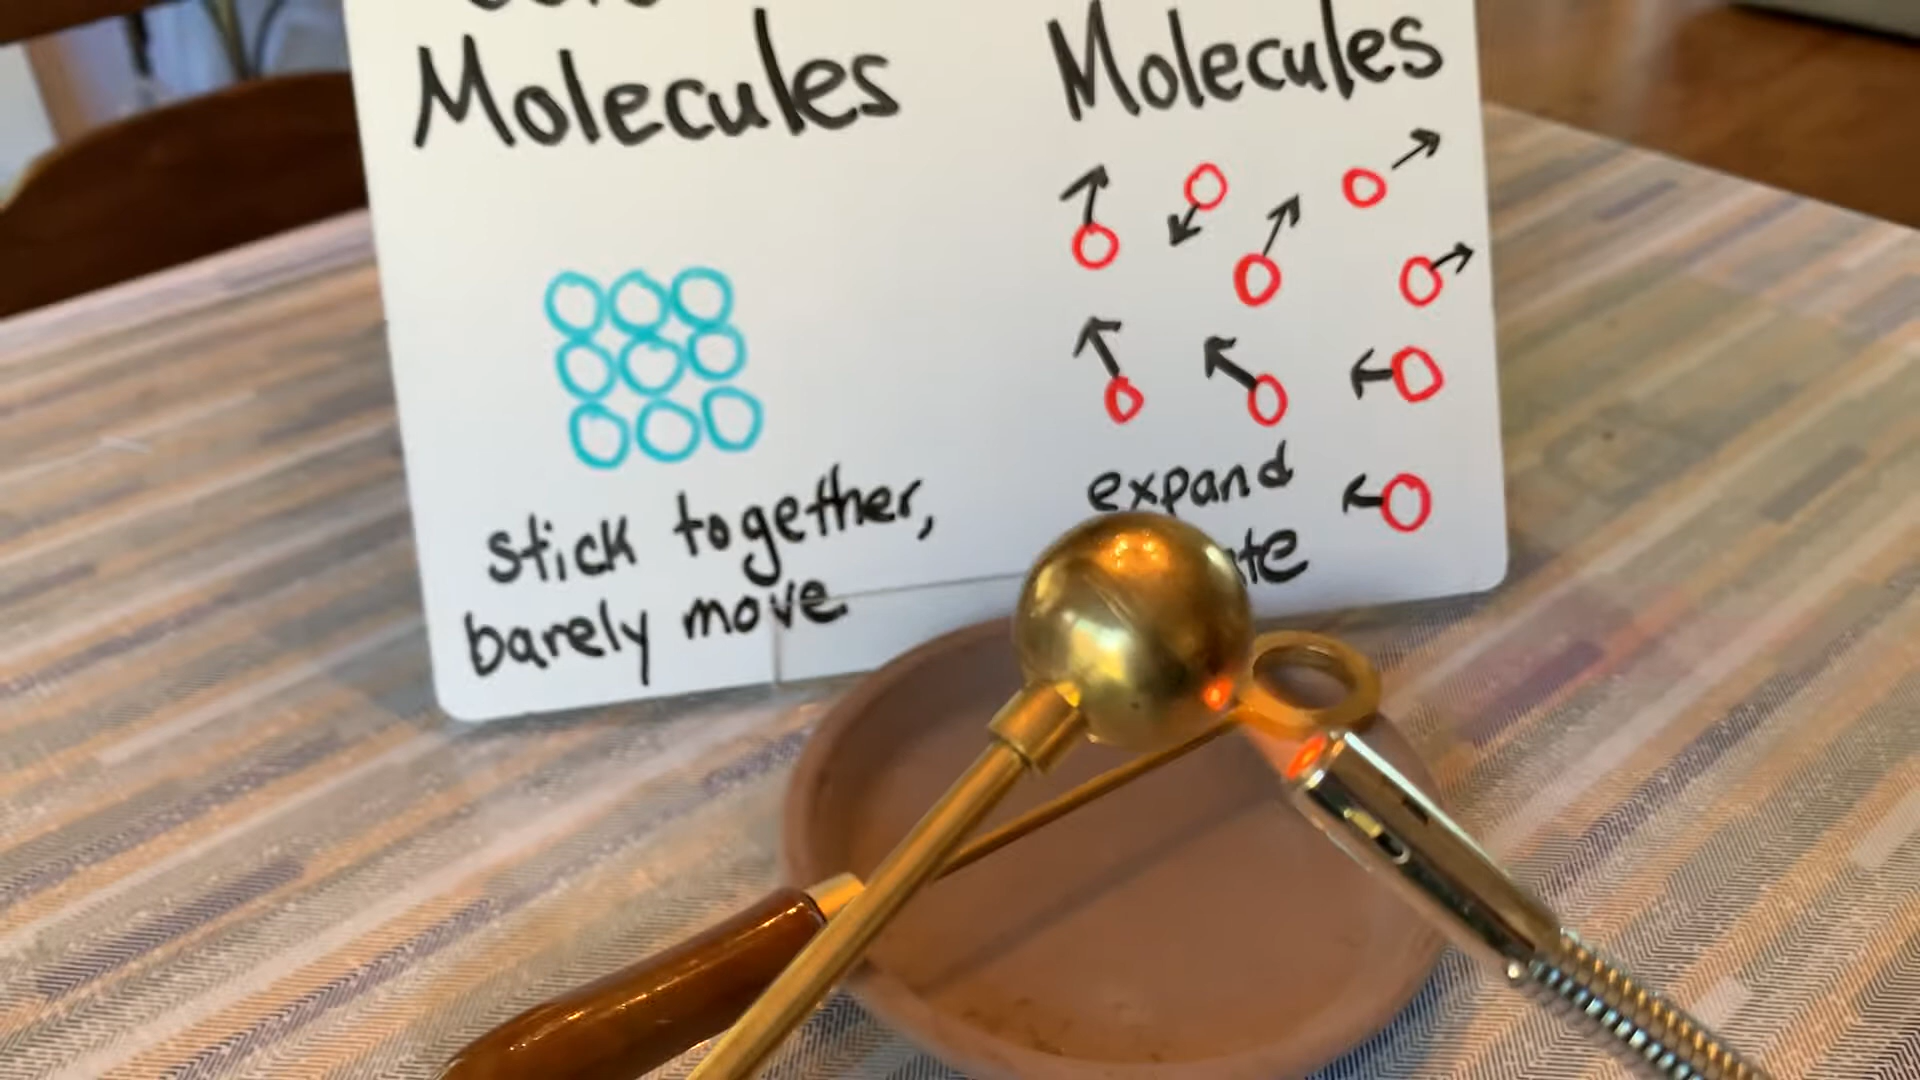 Molecules
stick together,
barely move
Molecules
expand